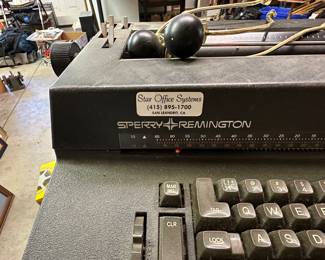 Star Office Systems
(415) 895-1700
SAN LEANDRO, CA
SPERRY REMINGTON
MAR REL
CLR
TAB
Q W E R
LOCK A S D